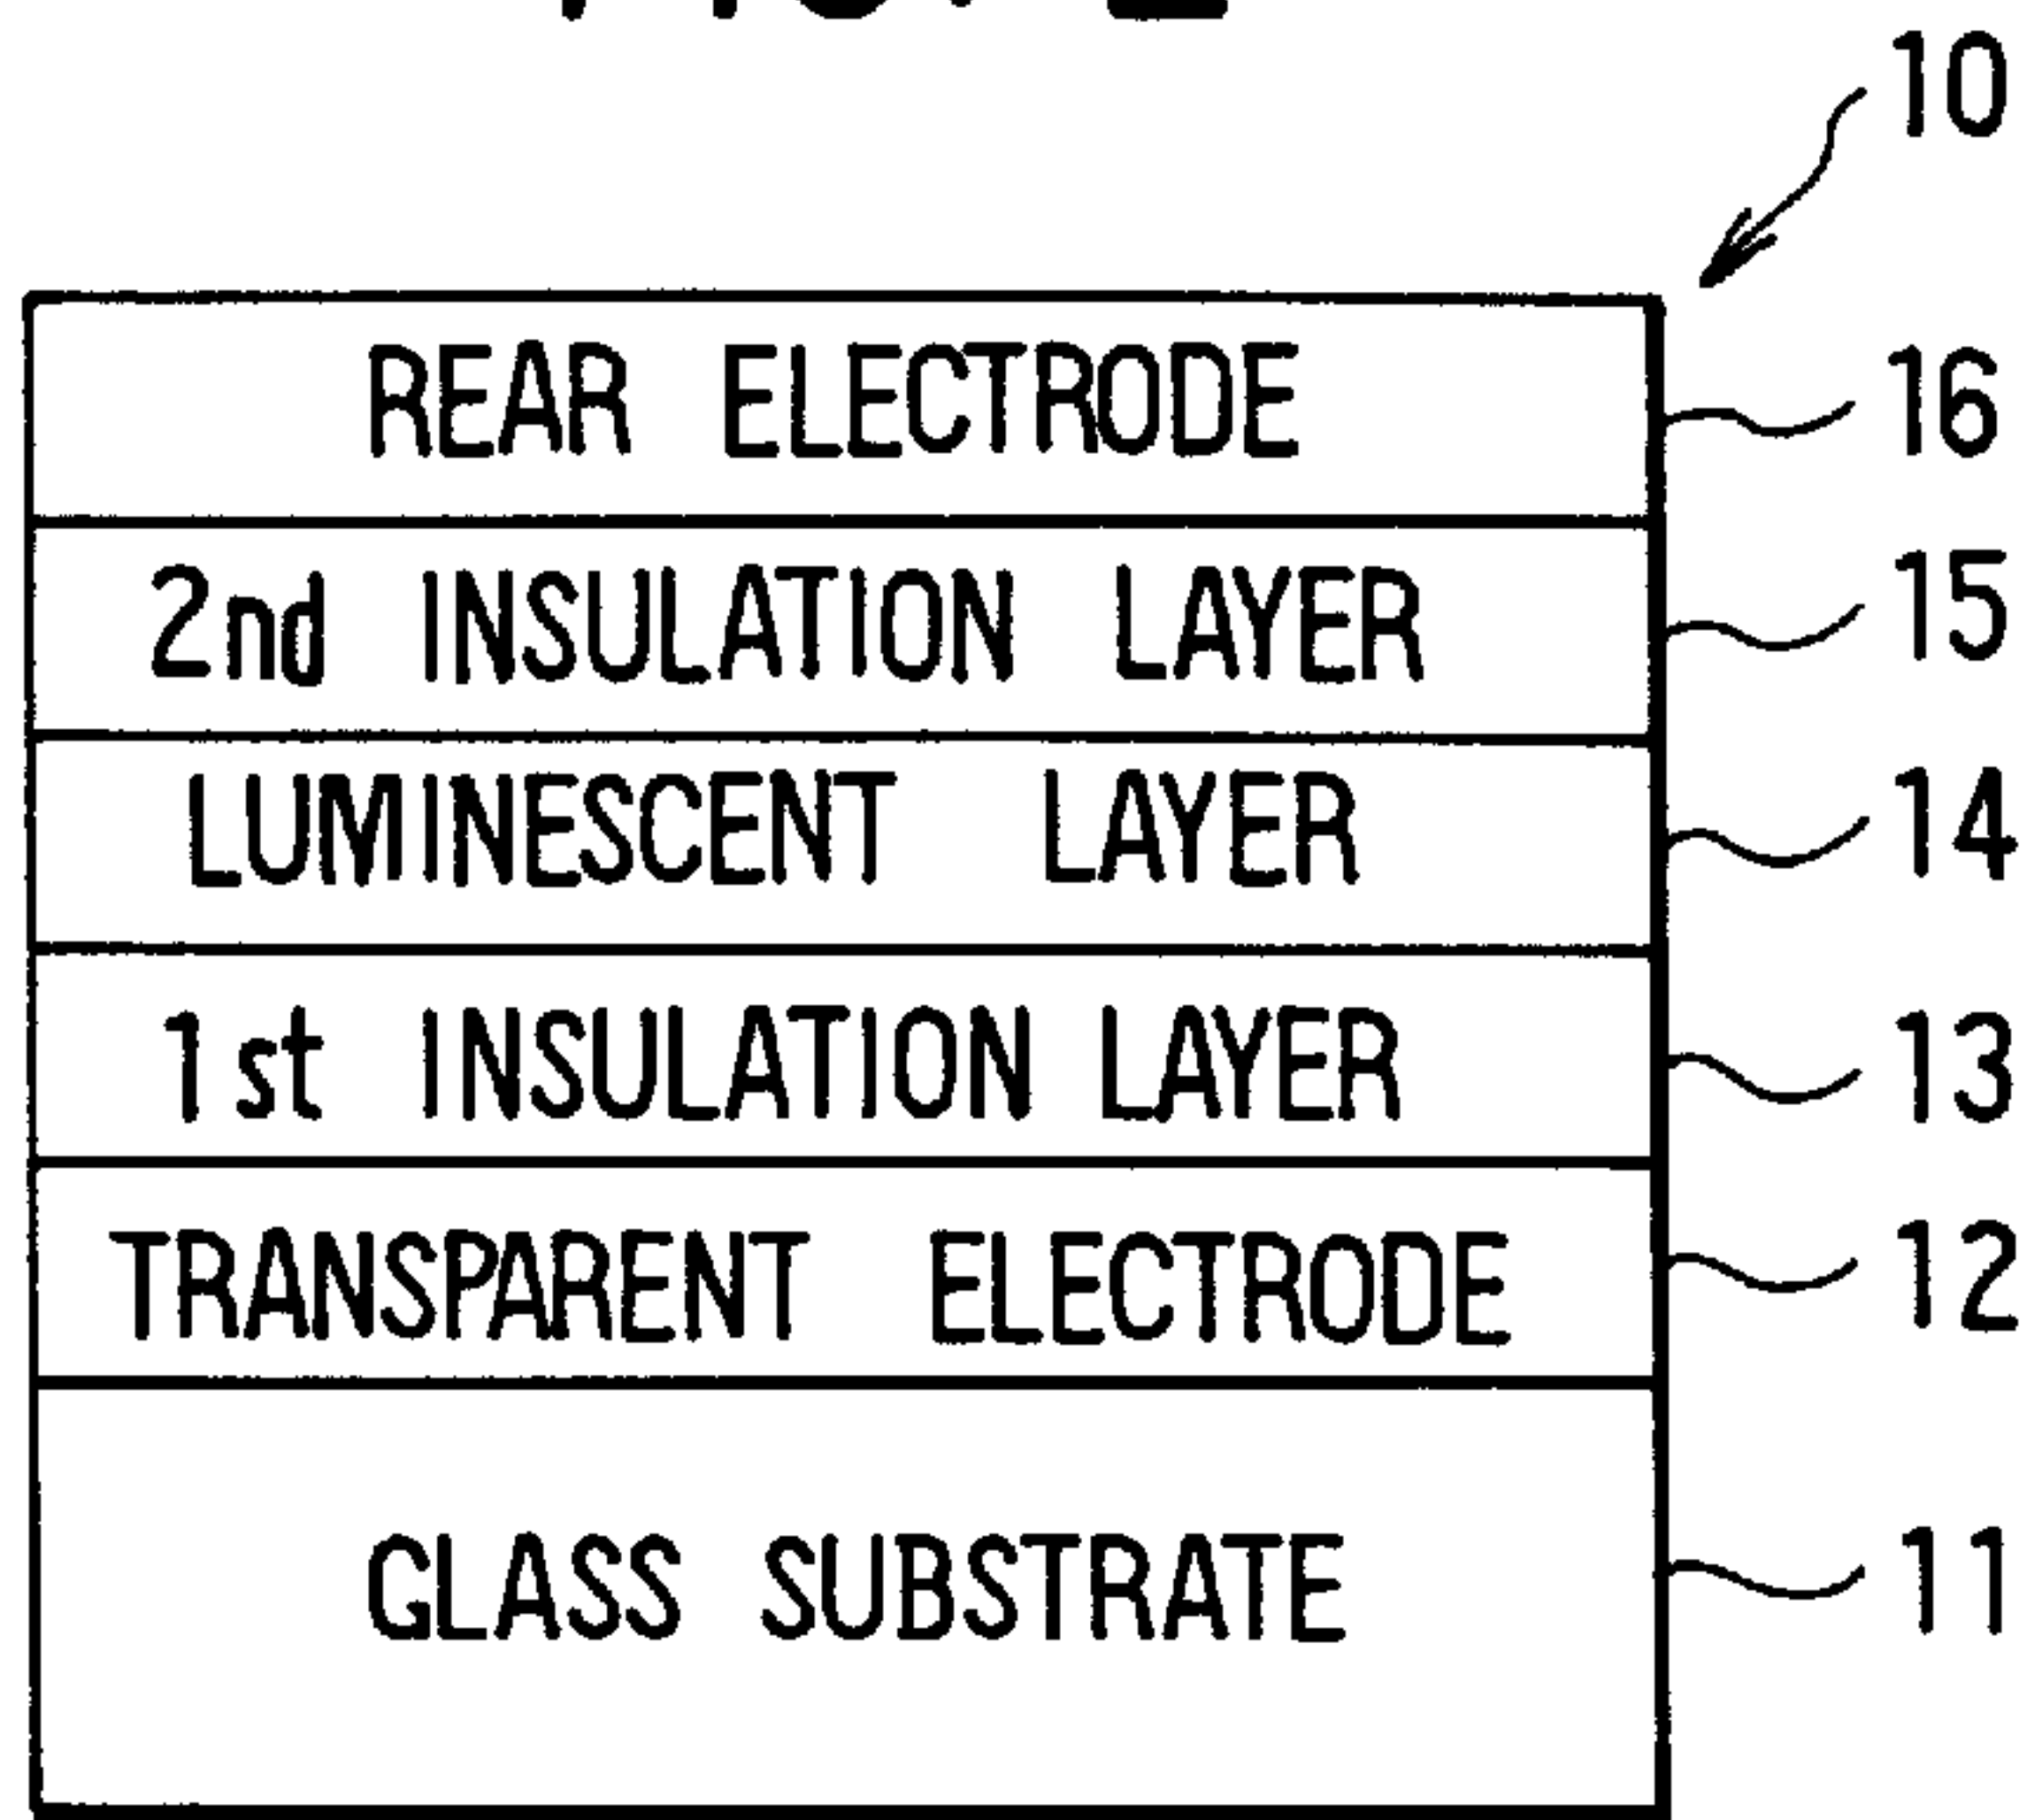 10
REAR ELECTRODE 16
2nd INSULATION LAYER 15
LUMINESCENT LAYER 14
1st INSULATION LAYER 13
TRANSPARENT ELECTRODE 12
GLASS SUBSTRATE 11